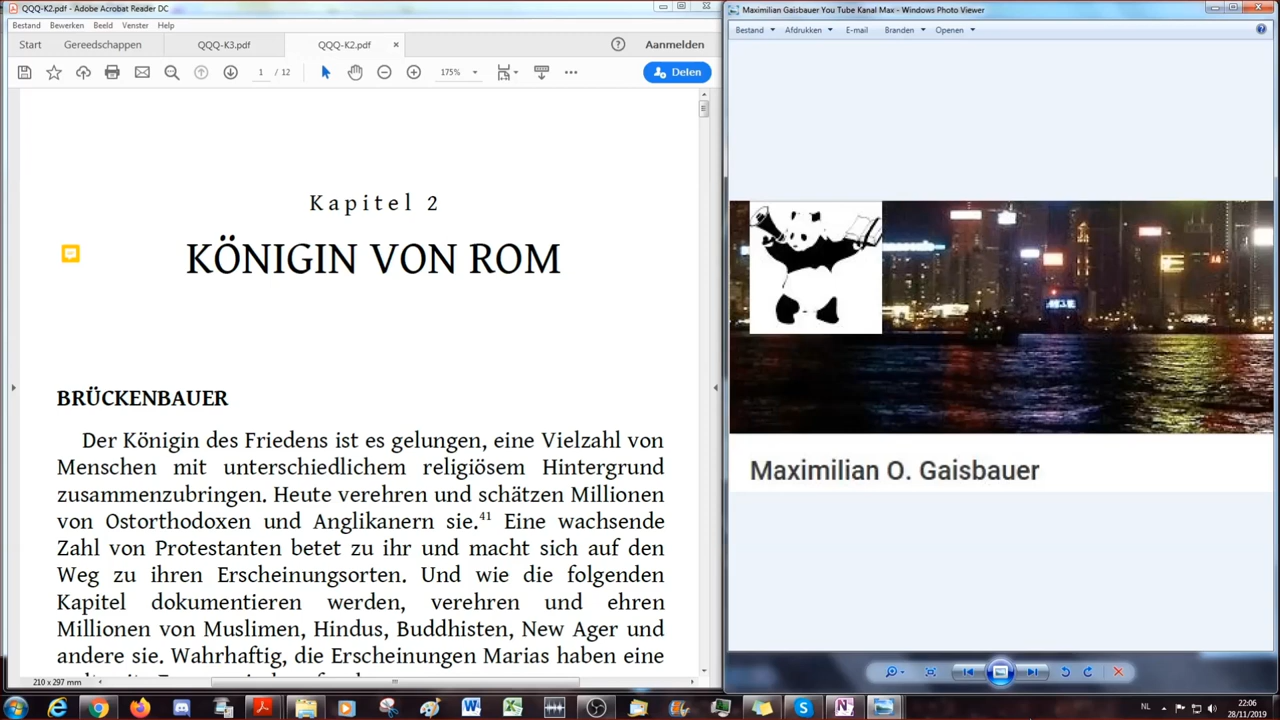 QQQ-K2.pdf - Adobe Acrobat Reader DC
Bestand Bewerken Beeld Venster Help
Start Gereedschappen QQQ-K3.pdf QQQ-K2.pdf × Aanmelden
1 / 12 175% Delen
Kapitel 2
KÖNIGIN VON ROM
BRÜCKENBAUER
Der Königin des Friedens ist es gelungen, eine Vielzahl von
Menschen mit unterschiedlichem religiösem Hintergrund
zusammenzubringen. Heute verehren und schätzen Millionen
von Ostorthodoxen und Anglikanern sie.41 Eine wachsende
Zahl von Protestanten betet zu ihr und macht sich auf den
Weg zu ihren Erscheinungsorten. Und wie die folgenden
Kapitel dokumentieren werden, verehren und ehren
Millionen von Muslimen, Hindus, Buddhisten, New Ager und
andere sie. Wahrhaftig, die Erscheinungen Marias haben eine
210 x 297 mm
Maximilian Gaisbauer You Tube Kanal Max - Windows Photo Viewer
Bestand Afdrukken E-mail Branden Openen
Maximilian O. Gaisbauer
NL 22:06
28/11/2019